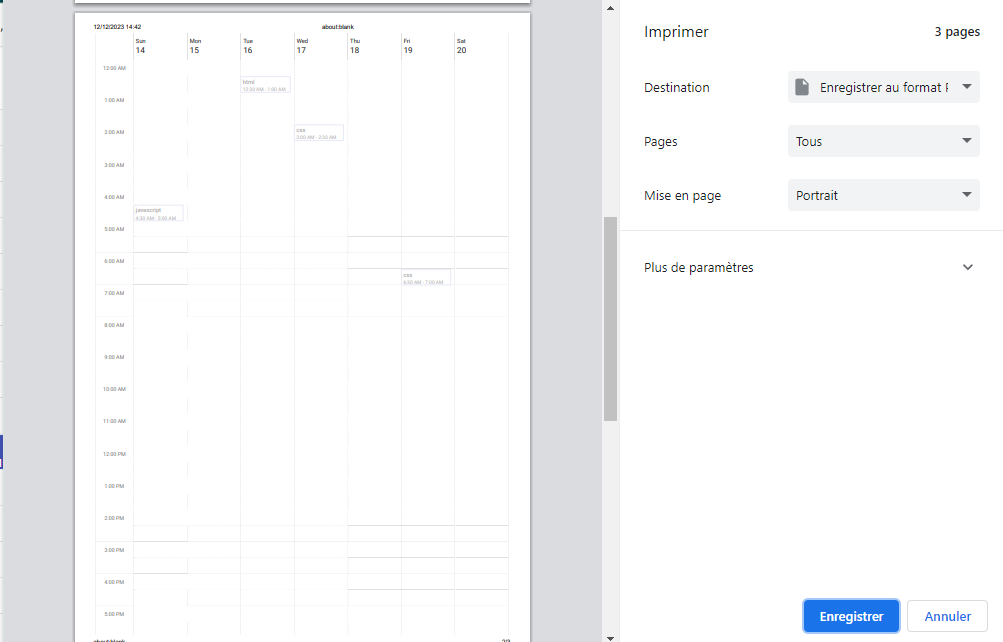 12/12/2023 14:42 about:blank
Sun Mon Tue Wed Thu Fri Sat
14 15 16 17 18 19 20
12:00 AM
html
12:30 AM - 1:00 AM
1:00 AM
2:00 AM
css
2:00 AM - 2:30 AM
3:00 AM
4:00 AM
javascript
4:30 AM - 5:00 AM
5:00 AM
6:00 AM
css
6:30 AM - 7:00 AM
7:00 AM
8:00 AM
9:00 AM
10:00 AM
11:00 AM
12:00 PM
1:00 PM
2:00 PM
3:00 PM
4:00 PM
5:00 PM
about:blank 2/3
Imprimer 3 pages
Destination Enregistrer au format
Pages Tous
Mise en page Portrait
Plus de paramètres
Enregistrer Annuler